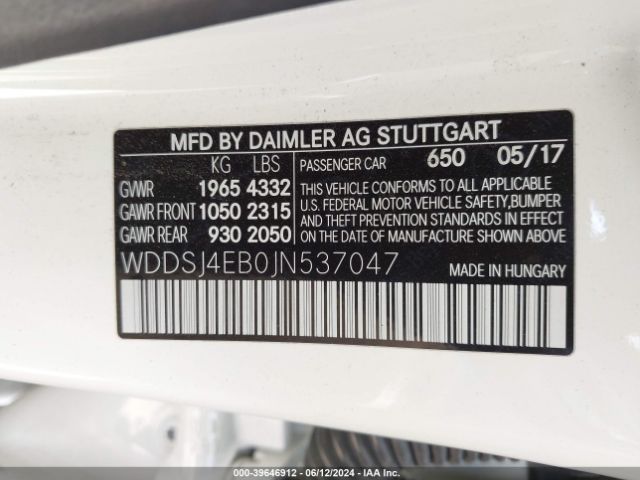 MFD BY DAIMLER AG STUTTGART
KG LBS
GVWR 1965 4332
GAWR FRONT 1050 2315
GAWR REAR 930 2050
PASSENGER CAR 650 05/17
THIS VEHICLE CONFORMS TO ALL APPLICABLE
U.S. FEDERAL MOTOR VEHICLE SAFETY,BUMPER
AND THEFT PREVENTION STANDARDS IN EFFECT
ON THE DATE OF MANUFACTURE SHOWN ABOVE.
WDDSJ4EB0JN537047 MADE IN HUNGARY
000-39646912 - 06/12/2024 - IAA Inc.